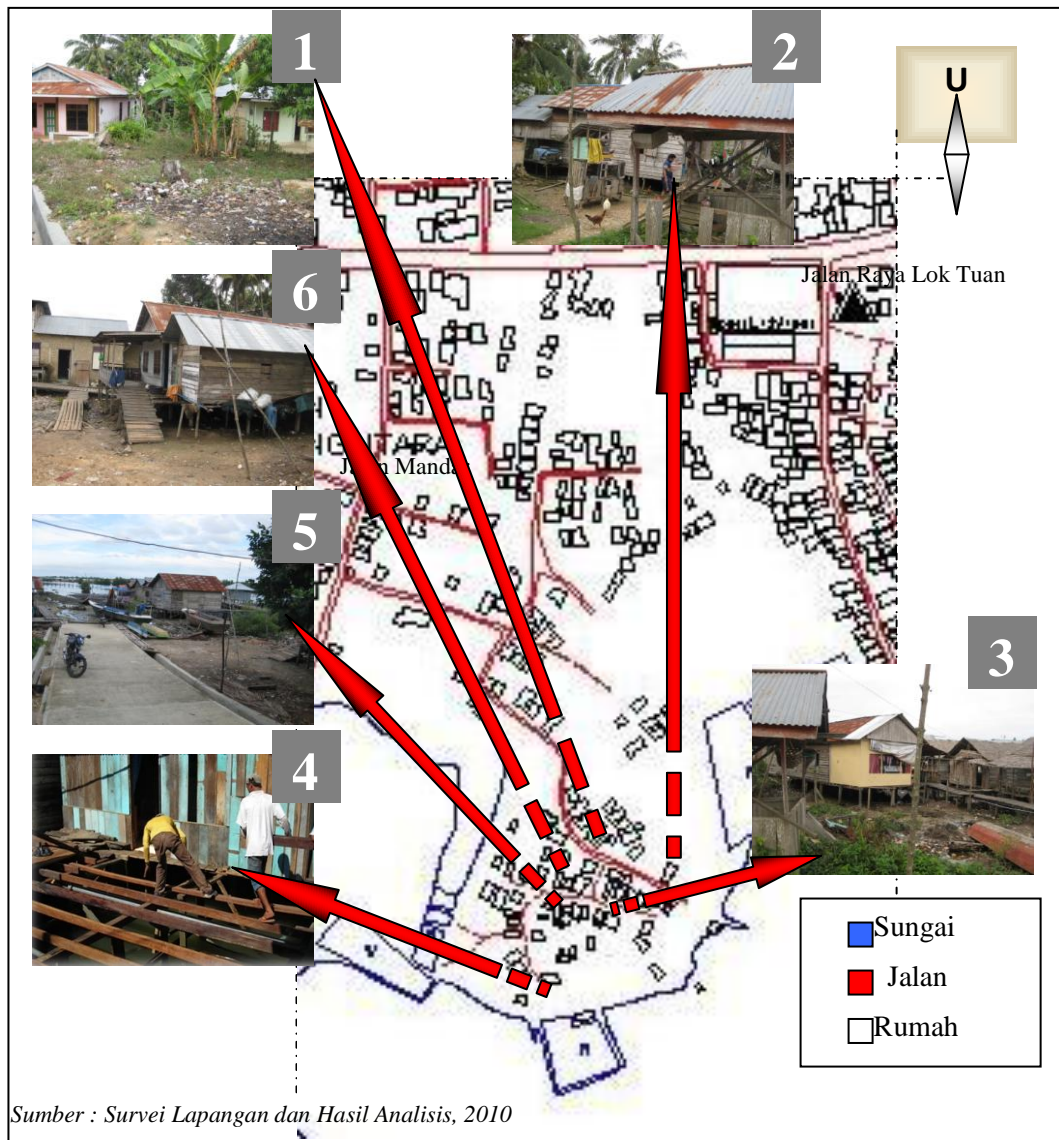 1
2
U
Jalan Raya Lok Tuan
6
Jalan Mandar
5
3
4
Sungai
Jalan
Rumah
Sumber : Survei Lapangan dan Hasil Analisis, 2010